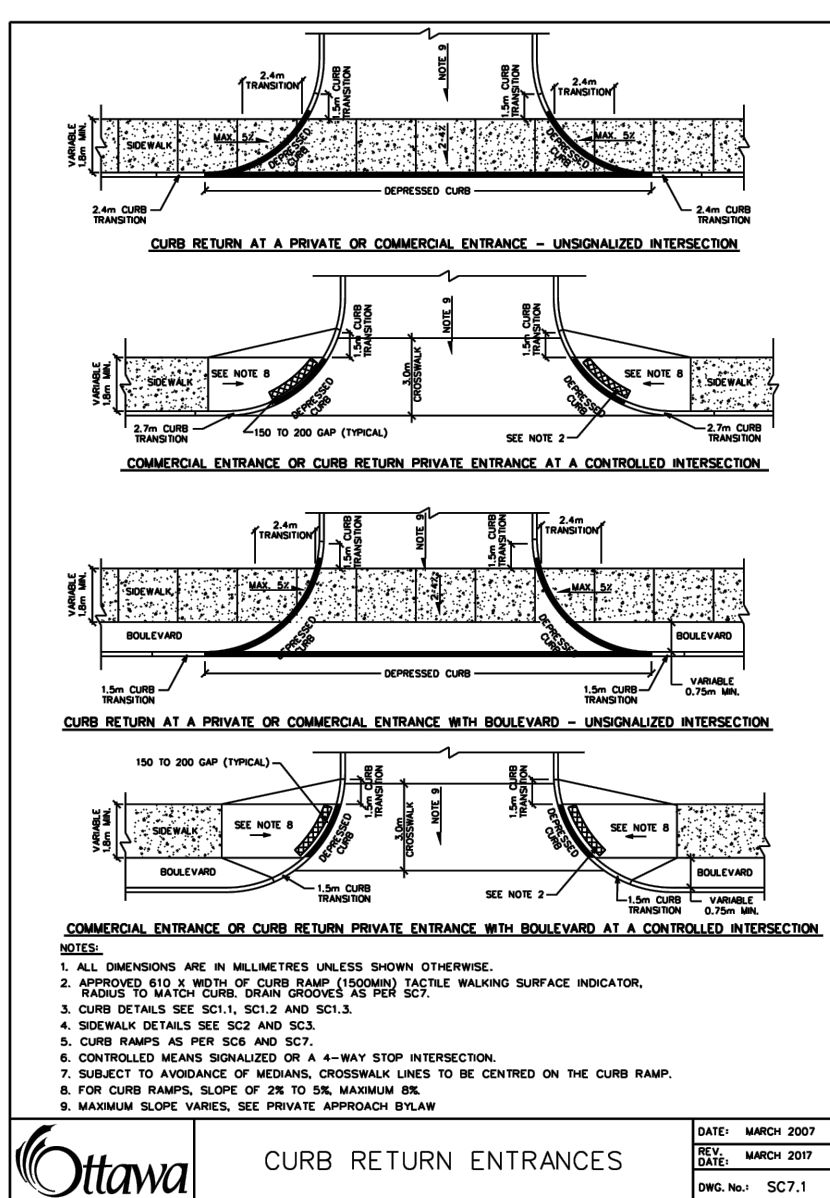 2.4m
TRANSITION
1.5m CURB
TRANSITION
NOTE 9
1.5m CURB
TRANSITION
2.4m
TRANSITION
VARIABLE
1.8m MIN.
SIDEWALK
MAX. 5%
DEPRESSED
CURB
2-4%
DEPRESSED
CURB
MAX. 5%
DEPRESSED CURB
2.4m CURB
TRANSITION
2.4m CURB
TRANSITION
CURB RETURN AT A PRIVATE OR COMMERCIAL ENTRANCE - UNSIGNALIZED INTERSECTION
1.5m CURB
TRANSITION
NOTE 9
1.5m CURB
TRANSITION
VARIABLE
1.8m MIN.
SIDEWALK
SEE NOTE 8
DEPRESSED
CURB
3.0m
CROSSWALK
DEPRESSED
CURB
SEE NOTE 8
SIDEWALK
2.7m CURB
TRANSITION
150 TO 200 GAP (TYPICAL)
SEE NOTE 2
2.7m CURB
TRANSITION
COMMERCIAL ENTRANCE OR CURB RETURN PRIVATE ENTRANCE AT A CONTROLLED INTERSECTION
2.4m
TRANSITION
1.5m CURB
TRANSITION
NOTE 9
1.5m CURB
TRANSITION
2.4m
TRANSITION
VARIABLE
1.8m MIN.
SIDEWALK
MAX. 5%
2-4%
MAX. 5%
BOULEVARD
DEPRESSED
CURB
DEPRESSED
CURB
BOULEVARD
DEPRESSED CURB
1.5m CURB
TRANSITION
1.5m CURB
TRANSITION
VARIABLE
0.75m MIN.
CURB RETURN AT A PRIVATE OR COMMERCIAL ENTRANCE WITH BOULEVARD - UNSIGNALIZED INTERSECTION
150 TO 200 GAP (TYPICAL)
1.5m CURB
TRANSITION
NOTE 9
1.5m CURB
TRANSITION
VARIABLE
1.8m MIN.
SIDEWALK
SEE NOTE 8
DEPRESSED
CURB
3.0m
CROSSWALK
DEPRESSED
CURB
SEE NOTE 8
BOULEVARD
BOULEVARD
1.5m CURB
TRANSITION
SEE NOTE 2
1.5m CURB
TRANSITION
VARIABLE
0.75m MIN.
COMMERCIAL ENTRANCE OR CURB RETURN PRIVATE ENTRANCE WITH BOULEVARD AT A CONTROLLED INTERSECTION
NOTES:
1. ALL DIMENSIONS ARE IN MILLIMETRES UNLESS SHOWN OTHERWISE.
2. APPROVED 610 X WIDTH OF CURB RAMP (1500MIN) TACTILE WALKING SURFACE INDICATOR,
RADIUS TO MATCH CURB. DRAIN GROOVES AS PER SC7.
3. CURB DETAILS SEE SC1.1, SC1.2 AND SC1.3.
4. SIDEWALK DETAILS SEE SC2 AND SC3.
5. CURB RAMPS AS PER SC6 AND SC7.
6. CONTROLLED MEANS SIGNALIZED OR A 4-WAY STOP INTERSECTION.
7. SUBJECT TO AVOIDANCE OF MEDIANS, CROSSWALK LINES TO BE CENTRED ON THE CURB RAMP.
8. FOR CURB RAMPS, SLOPE OF 2% TO 5%, MAXIMUM 8%.
9. MAXIMUM SLOPE VARIES, SEE PRIVATE APPROACH BYLAW
Ottawa
CURB RETURN ENTRANCES
DATE: MARCH 2007
REV.
DATE: MARCH 2017
DWG. No.: SC7.1